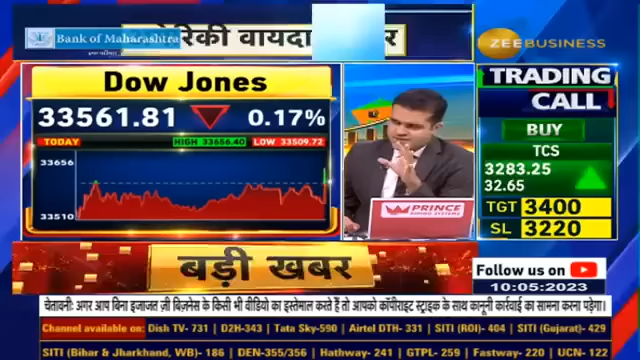 Bank of Maharashtra
रेकी वायदा
ZEE BUSINESS
Dow Jones
33561.81 0.17%
TODAY HIGH 33656.40 LOW 33509.72
33656
33510
TRADING
CALL
BUY
TCS
3283.25
32.65
TGT 3400
SL 3220
PRINCE
PIPING SYSTEMS
बड़ी खबर
Follow us on
10:05:2023
चेतावनी: अगर आप बिना इजाजत ज़ी बिज़नेस के किसी भी वीडियो का इस्तेमाल करते हैं तो आपको कॉपीराइट स्ट्राइक के साथ कानूनी कार्रवाई का सामना करना पड़ेगा.
Channel available on: Dish TV- 731 | D2H-343 | Tata Sky-590 | Airtel DTH- 331 | SITI (ROI) - 404 | SITI (Gujarat) - 429
SITI (Bihar & Jharkhand, WB)- 186 | DEN-355/356 | Hathway- 241 | GTPL- 259 | Fastway- 220 | UCN- 122